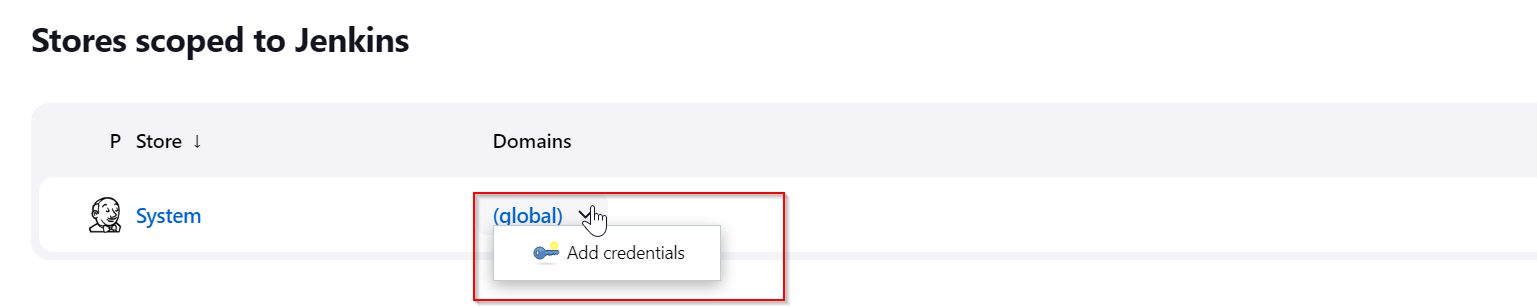 Stores scoped to Jenkins
P Store ↓ Domains
System (global)
Add credentials